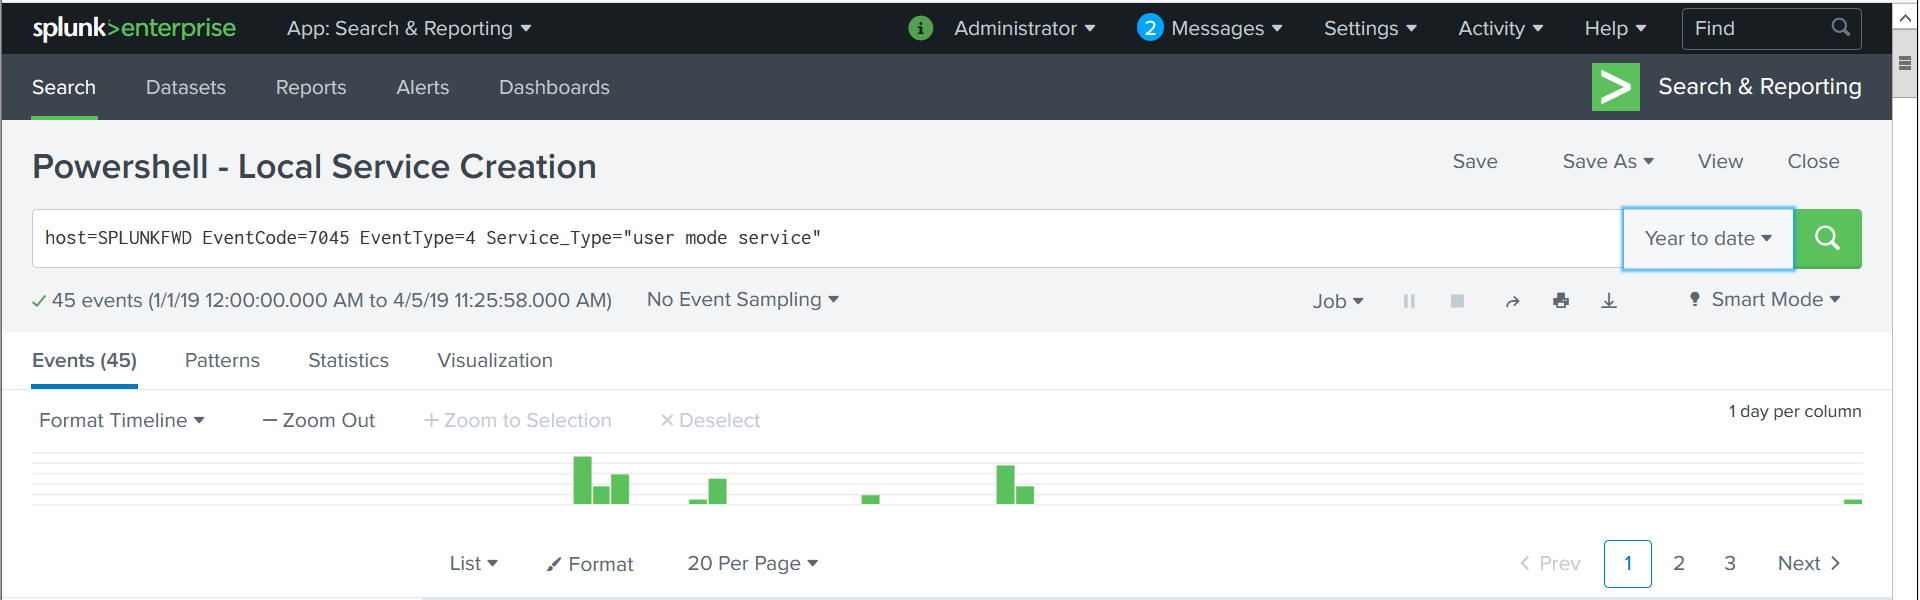 splunk>enterprise App: Search & Reporting i Administrator 2 Messages Settings Activity Help Find
Search Datasets Reports Alerts Dashboards > Search & Reporting
Powershell - Local Service Creation Save Save As View Close
host=SPLUNKFWD EventCode=7045 EventType=4 Service_Type="user mode service" Year to date
45 events (1/1/19 12:00:00.000 AM to 4/5/19 11:25:58.000 AM) No Event Sampling Job Smart Mode
Events (45) Patterns Statistics Visualization
Format Timeline — Zoom Out + Zoom to Selection × Deselect 1 day per column
List Format 20 Per Page < Prev 1 2 3 Next >